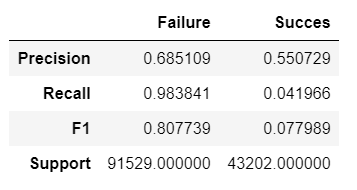 Failure Succes
Precision 0.685109 0.550729
Recall 0.983841 0.041966
F1 0.807739 0.077989
Support 91529.000000 43202.000000